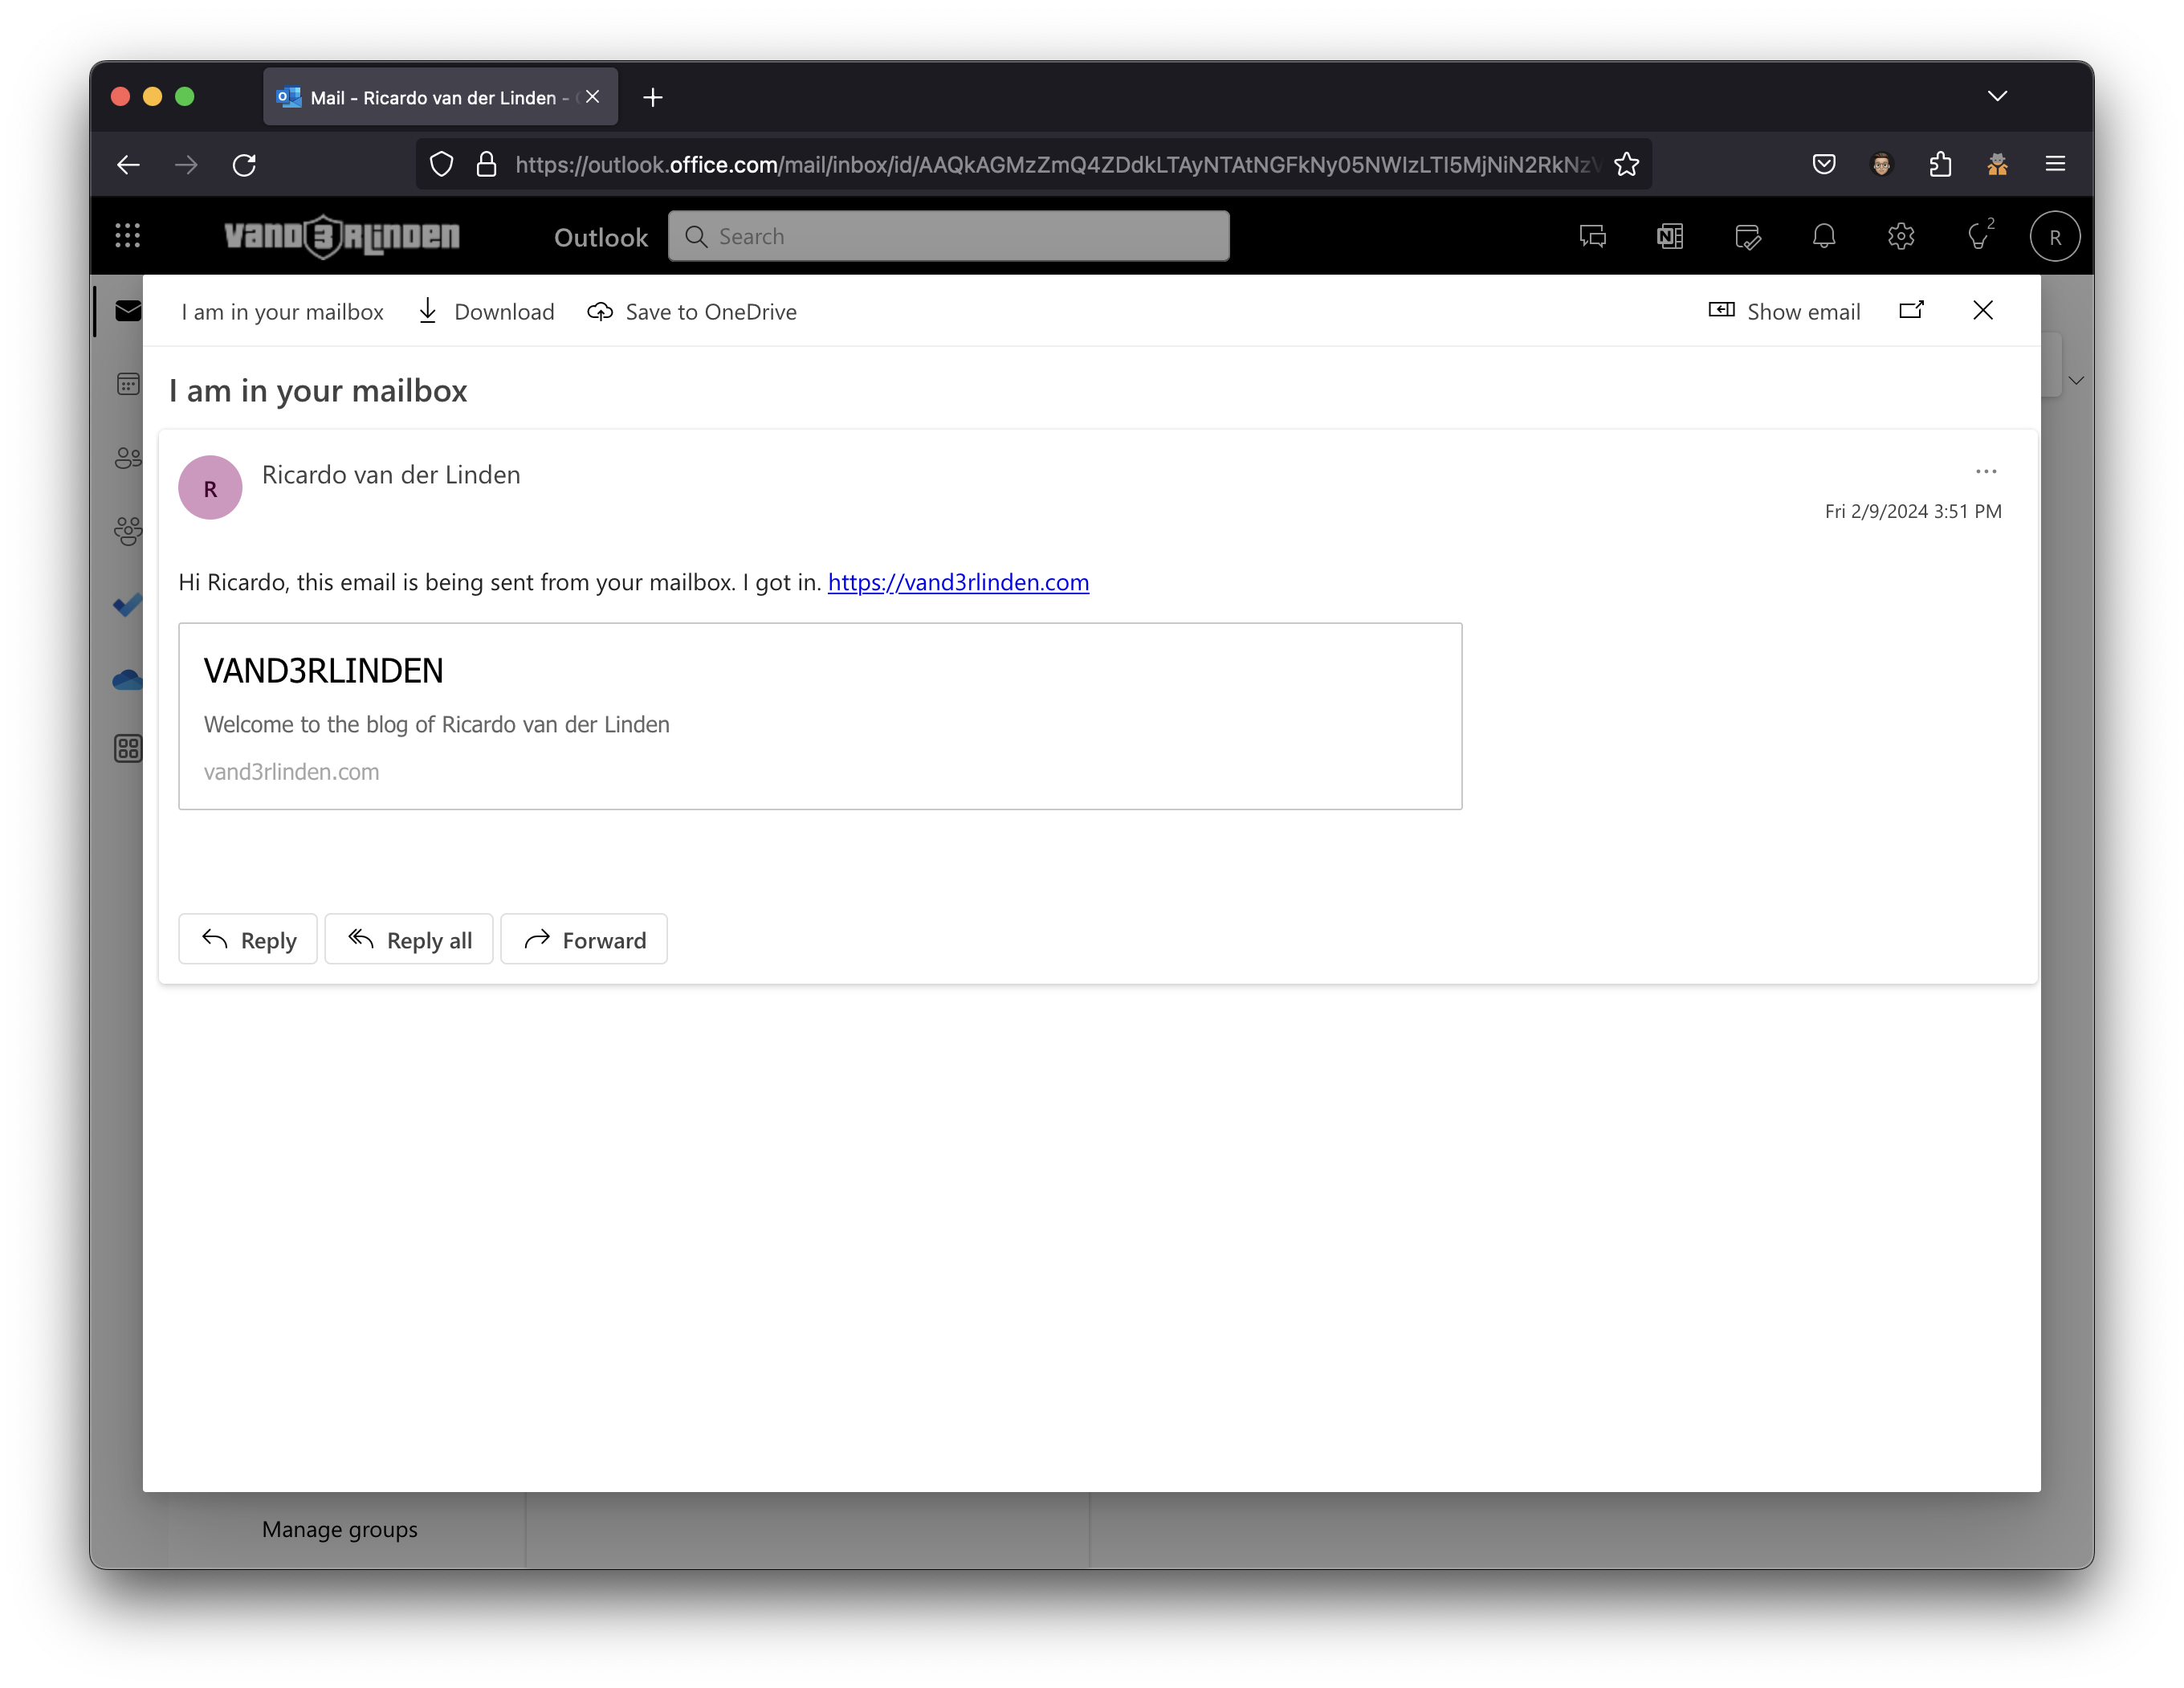 Mail - Ricardo van der Linden -
https://outlook.office.com/mail/inbox/id/AAQkAGMzZmQ4ZDdkLTAyNTAtNGFkNy05NWIzLTI5MjNiN2RkNzV
VAND3RLINDEN
Outlook
Search
2
R
I am in your mailbox
Download
Save to OneDrive
Show email
I am in your mailbox
R
Ricardo van der Linden
Fri 2/9/2024 3:51 PM
Hi Ricardo, this email is being sent from your mailbox. I got in. https://vand3rlinden.com
VAND3RLINDEN
Welcome to the blog of Ricardo van der Linden
vand3rlinden.com
Reply
Reply all
Forward
Manage groups